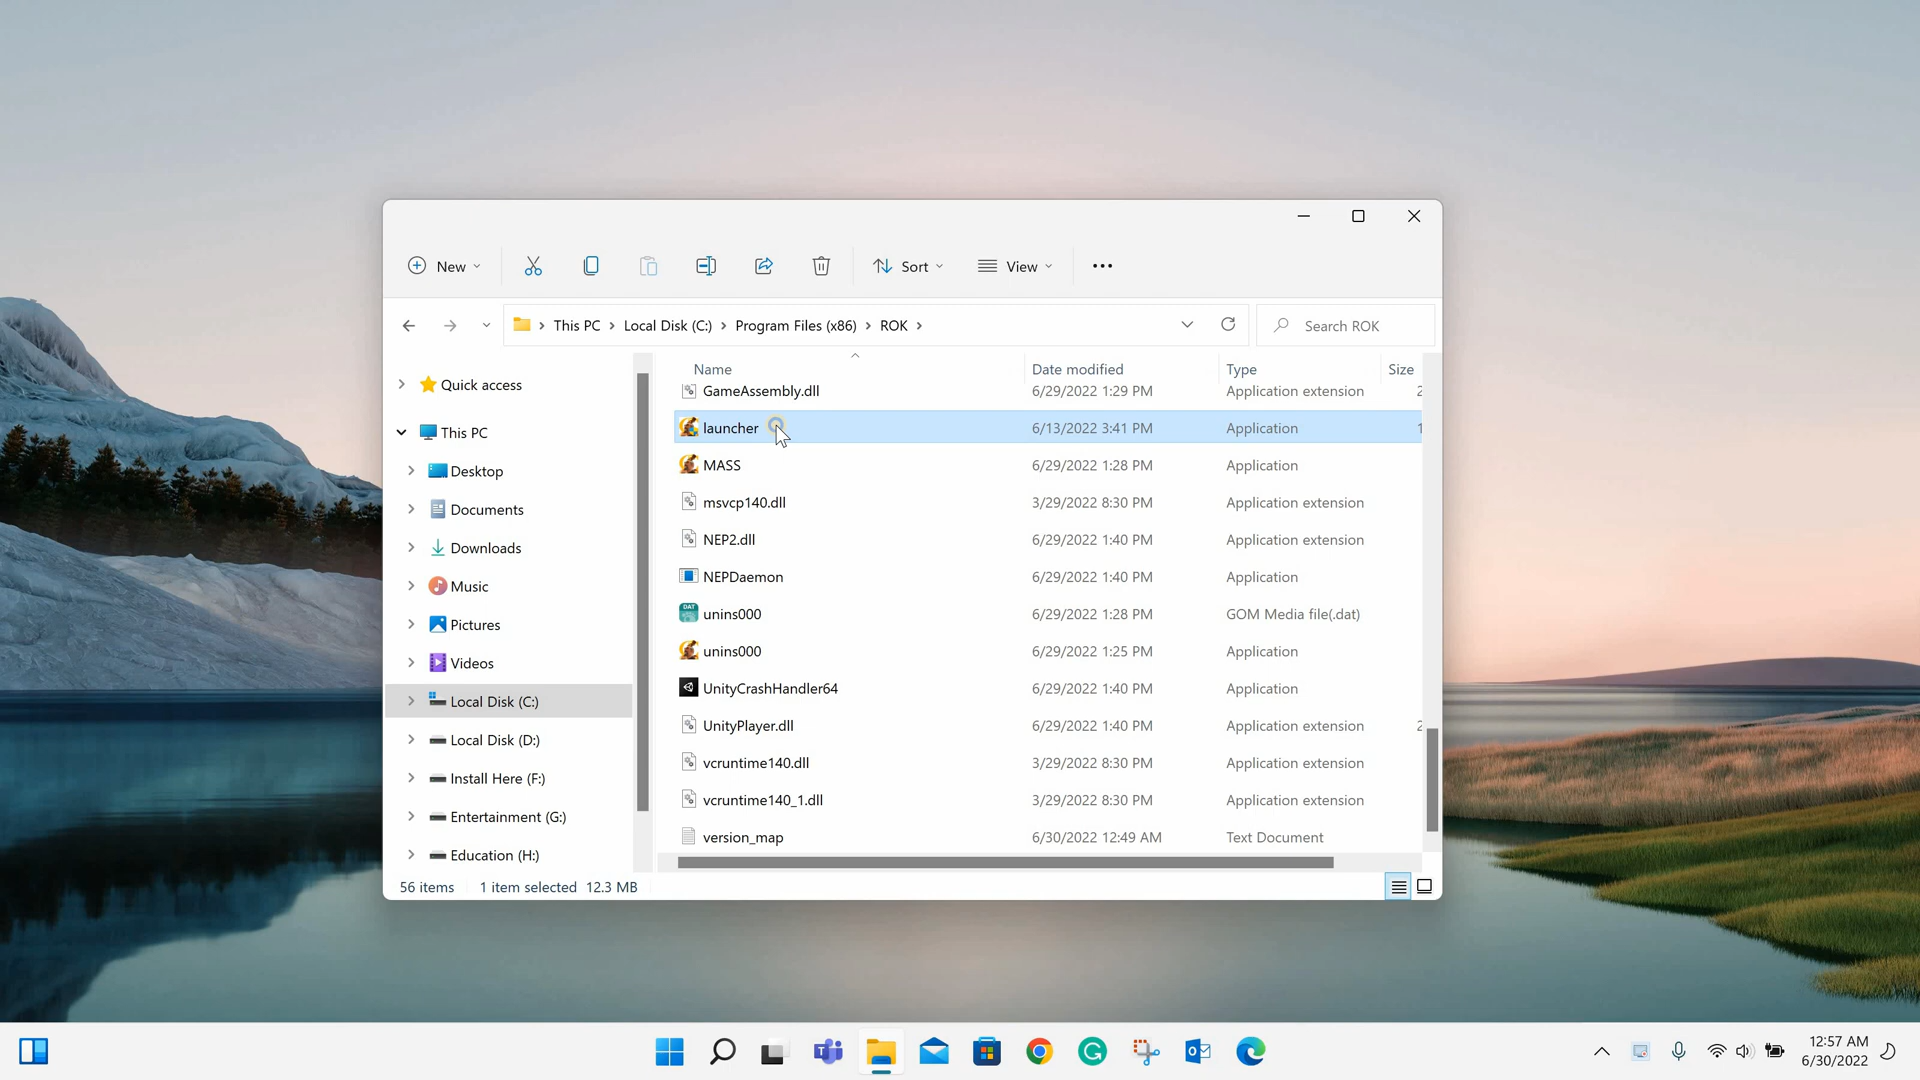 New
Sort
View
This PC
Local Disk (C:)
Program Files (x86)
ROK
Search ROK
Name Date modified Type Size
Quick access
This PC
Desktop
Documents
Downloads
Music
Pictures
Videos
Local Disk (C:)
Local Disk (D:)
Install Here (F:)
Entertainment (G:)
Education (H:)
GameAssembly.dll 6/29/2022 1:29 PM Application extension 2
launcher 6/13/2022 3:41 PM Application 1
MASS 6/29/2022 1:28 PM Application
msvcp140.dll 3/29/2022 8:30 PM Application extension
NEP2.dll 6/29/2022 1:40 PM Application extension
NEPDaemon 6/29/2022 1:40 PM Application
DAT
unins000 6/29/2022 1:28 PM GOM Media file(.dat)
unins000 6/29/2022 1:25 PM Application
UnityCrashHandler64 6/29/2022 1:40 PM Application
UnityPlayer.dll 6/29/2022 1:40 PM Application extension 2
vcruntime140.dll 3/29/2022 8:30 PM Application extension
vcruntime140_1.dll 3/29/2022 8:30 PM Application extension
version_map 6/30/2022 12:49 AM Text Document
56 items 1 item selected 12.3 MB
12:57 AM
6/30/2022